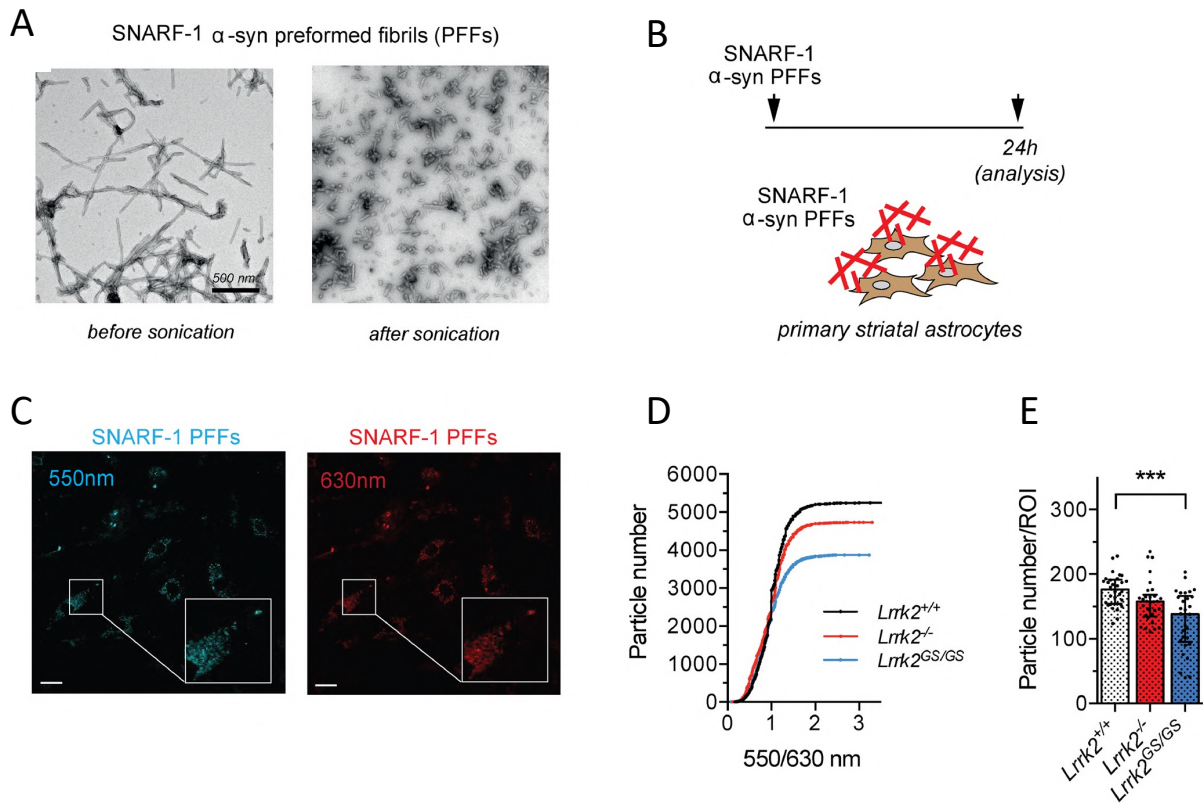 A
SNARF-1 α-syn preformed fibrils (PFFs)
500 nm
before sonication
after sonication
B
SNARF-1
α-syn PFFs
24h
(analysis)
SNARF-1
α-syn PFFs
primary striatal astrocytes
C
SNARF-1 PFFs
SNARF-1 PFFs
550nm
630nm
D
Particle number
6000
5000
4000
3000
2000
1000
0
0
1
2
3
550/630 nm
Lrrk2+/+
Lrrk2-/-
Lrrk2GS/GS
E
Particle number/ROI
300
200
100
0
***
Lrrk2+/+
Lrrk2-/-
Lrrk2GS/GS